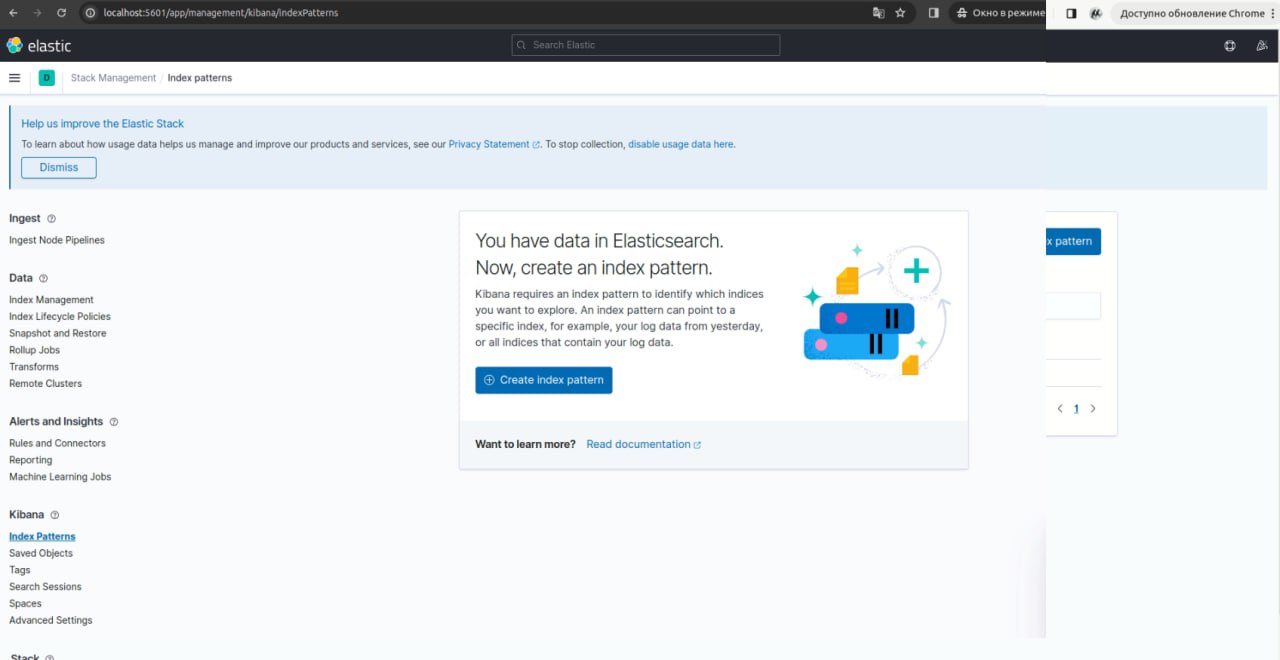 localhost:5601/app/management/kibana/indexPatterns
Окно в режиме
Доступно обновление Chrome
elastic
Search Elastic
D
Stack Management / Index patterns
Help us improve the Elastic Stack
To learn about how usage data helps us manage and improve our products and services, see our Privacy Statement. To stop collection, disable usage data here.
Dismiss
Ingest
Ingest Node Pipelines
Data
Index Management
Index Lifecycle Policies
Snapshot and Restore
Rollup Jobs
Transforms
Remote Clusters
Alerts and Insights
Rules and Connectors
Reporting
Machine Learning Jobs
Kibana
Index Patterns
Saved Objects
Tags
Search Sessions
Spaces
Advanced Settings
Stack
You have data in Elasticsearch.
Now, create an index pattern.
Kibana requires an index pattern to identify which indices
you want to explore. An index pattern can point to a
specific index, for example, your log data from yesterday,
or all indices that contain your log data.
Create index pattern
Want to learn more? Read documentation
x pattern
1